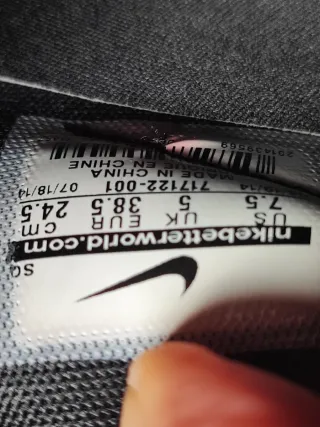 nikebetterworld.com
US UK EUR cm
7.5 5 38.5 24.5
717122-001 07/18/14
MADE IN CHINA
EN CHINE